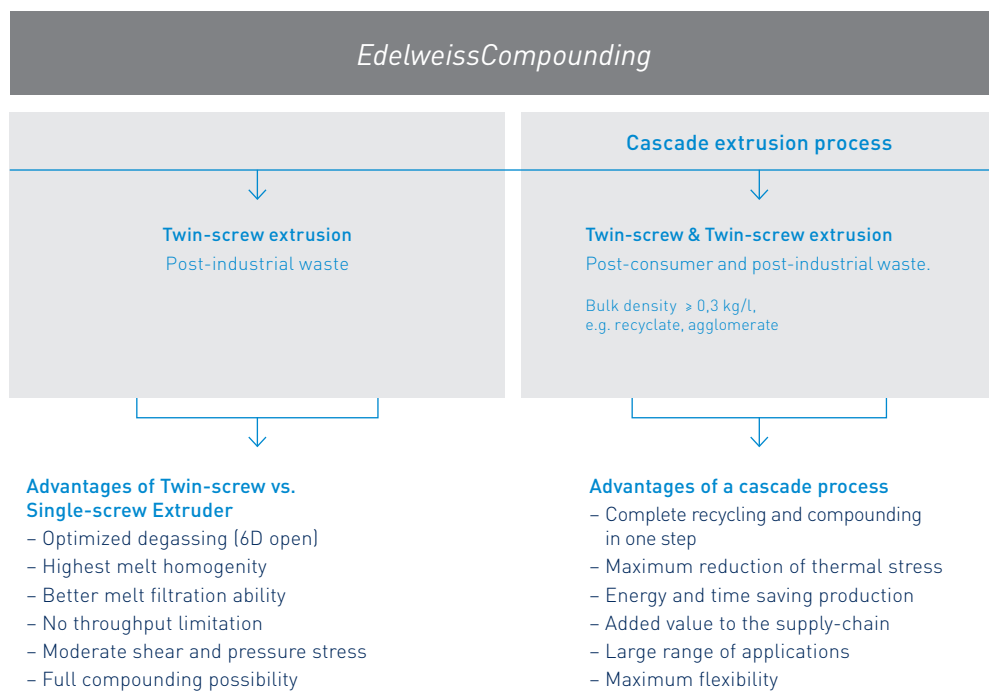 EdelweissCompounding
Cascade extrusion process
Twin-screw extrusion
Post-industrial waste
Twin-screw & Twin-screw extrusion
Post-consumer and post-industrial waste.
Bulk density ≥ 0,3 kg/l,
e.g. recyclate, agglomerate
Advantages of Twin-screw vs.
Single-screw Extruder
– Optimized degassing (6D open)
– Highest melt homogenity
– Better melt filtration ability
– No throughput limitation
– Moderate shear and pressure stress
– Full compounding possibility
Advantages of a cascade process
– Complete recycling and compounding
in one step
– Maximum reduction of thermal stress
– Energy and time saving production
– Added value to the supply-chain
– Large range of applications
– Maximum flexibility